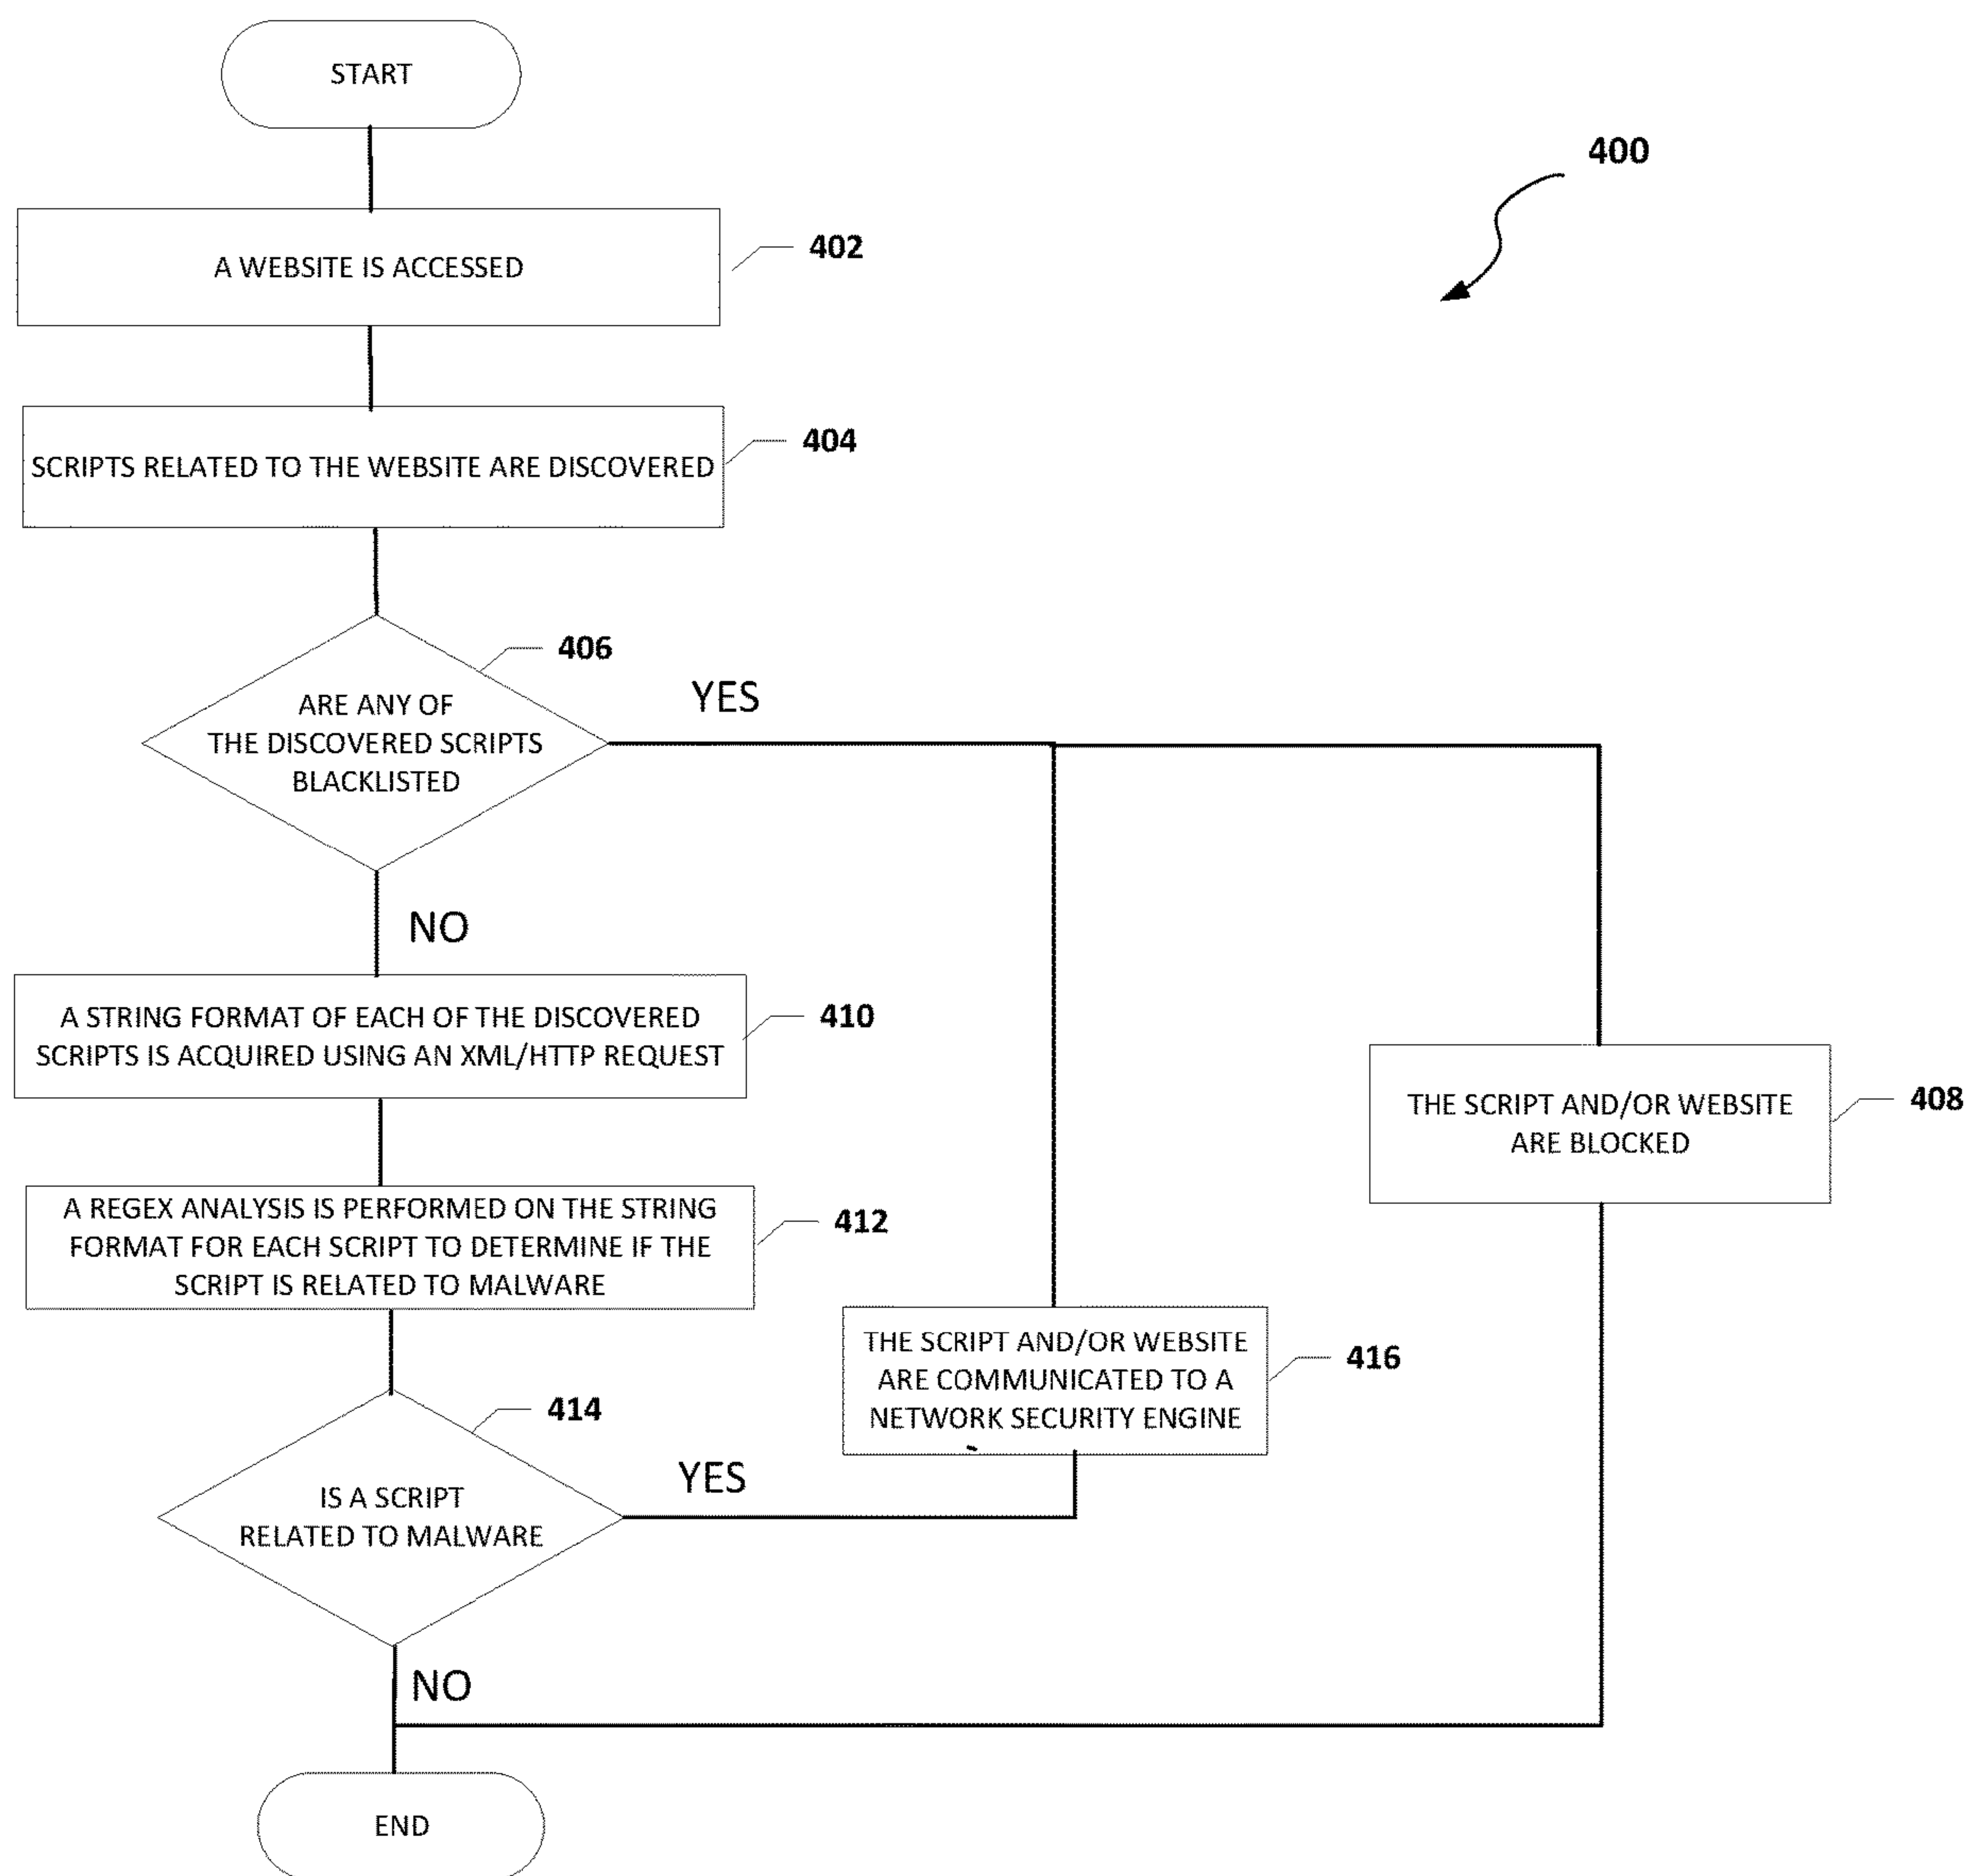 START
400
A WEBSITE IS ACCESSED
402
SCRIPTS RELATED TO THE WEBSITE ARE DISCOVERED
404
406
ARE ANY OF
THE DISCOVERED SCRIPTS
BLACKLISTED
YES
NO
A STRING FORMAT OF EACH OF THE DISCOVERED
SCRIPTS IS ACQUIRED USING AN XML/HTTP REQUEST
410
THE SCRIPT AND/OR WEBSITE
ARE BLOCKED
408
A REGEX ANALYSIS IS PERFORMED ON THE STRING
FORMAT FOR EACH SCRIPT TO DETERMINE IF THE
SCRIPT IS RELATED TO MALWARE
412
THE SCRIPT AND/OR WEBSITE
ARE COMMUNICATED TO A
NETWORK SECURITY ENGINE
416
414
IS A SCRIPT
RELATED TO MALWARE
YES
NO
END